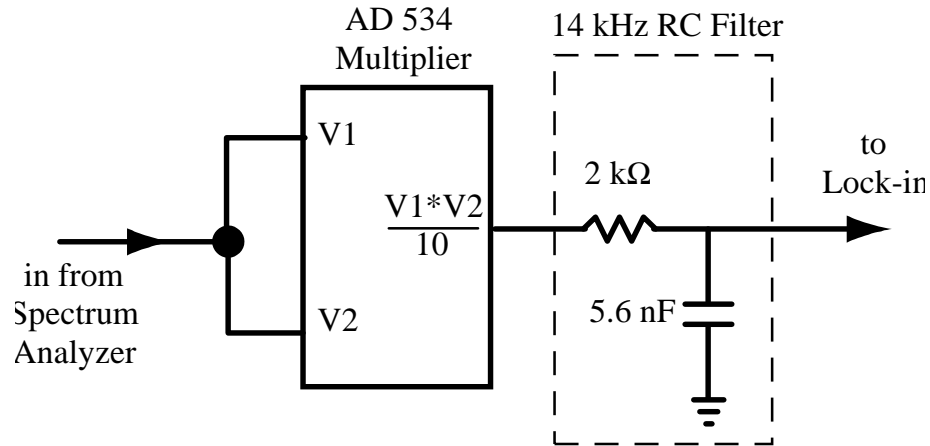 AD 534
Multiplier
14 kHz RC Filter
V1
V2
V1*V2
10
2 kΩ
5.6 nF
to
Lock-in
in from
Spectrum
Analyzer